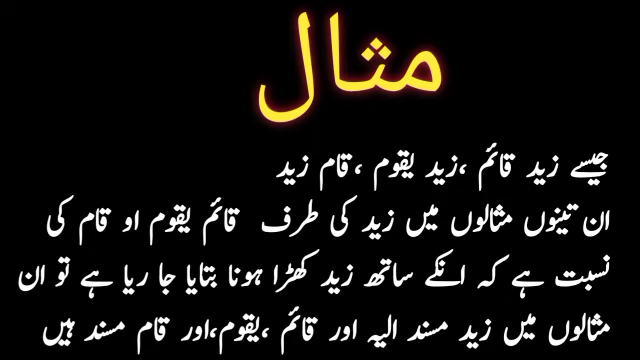 مثال
جیسے زید قائم ،زید یقوم ،قام زید
ان تینوں مثالوں میں زید کی طرف قائم یقوم او قام کی
نسبت ہے کہ انکے ساتھ زید کھڑا ہونا بتایا جا ریا ہے تو ان
مثالوں میں زید مسند الیہ اور قائم ،یقوم،اور قام مسند ہیں